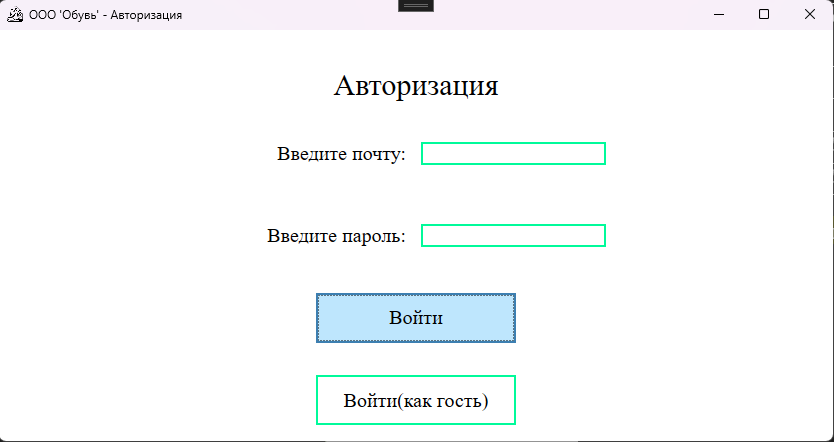 ООО 'Обувь' - Авторизация
Авторизация
Введите почту:
Введите пароль:
Войти
Войти(как гость)